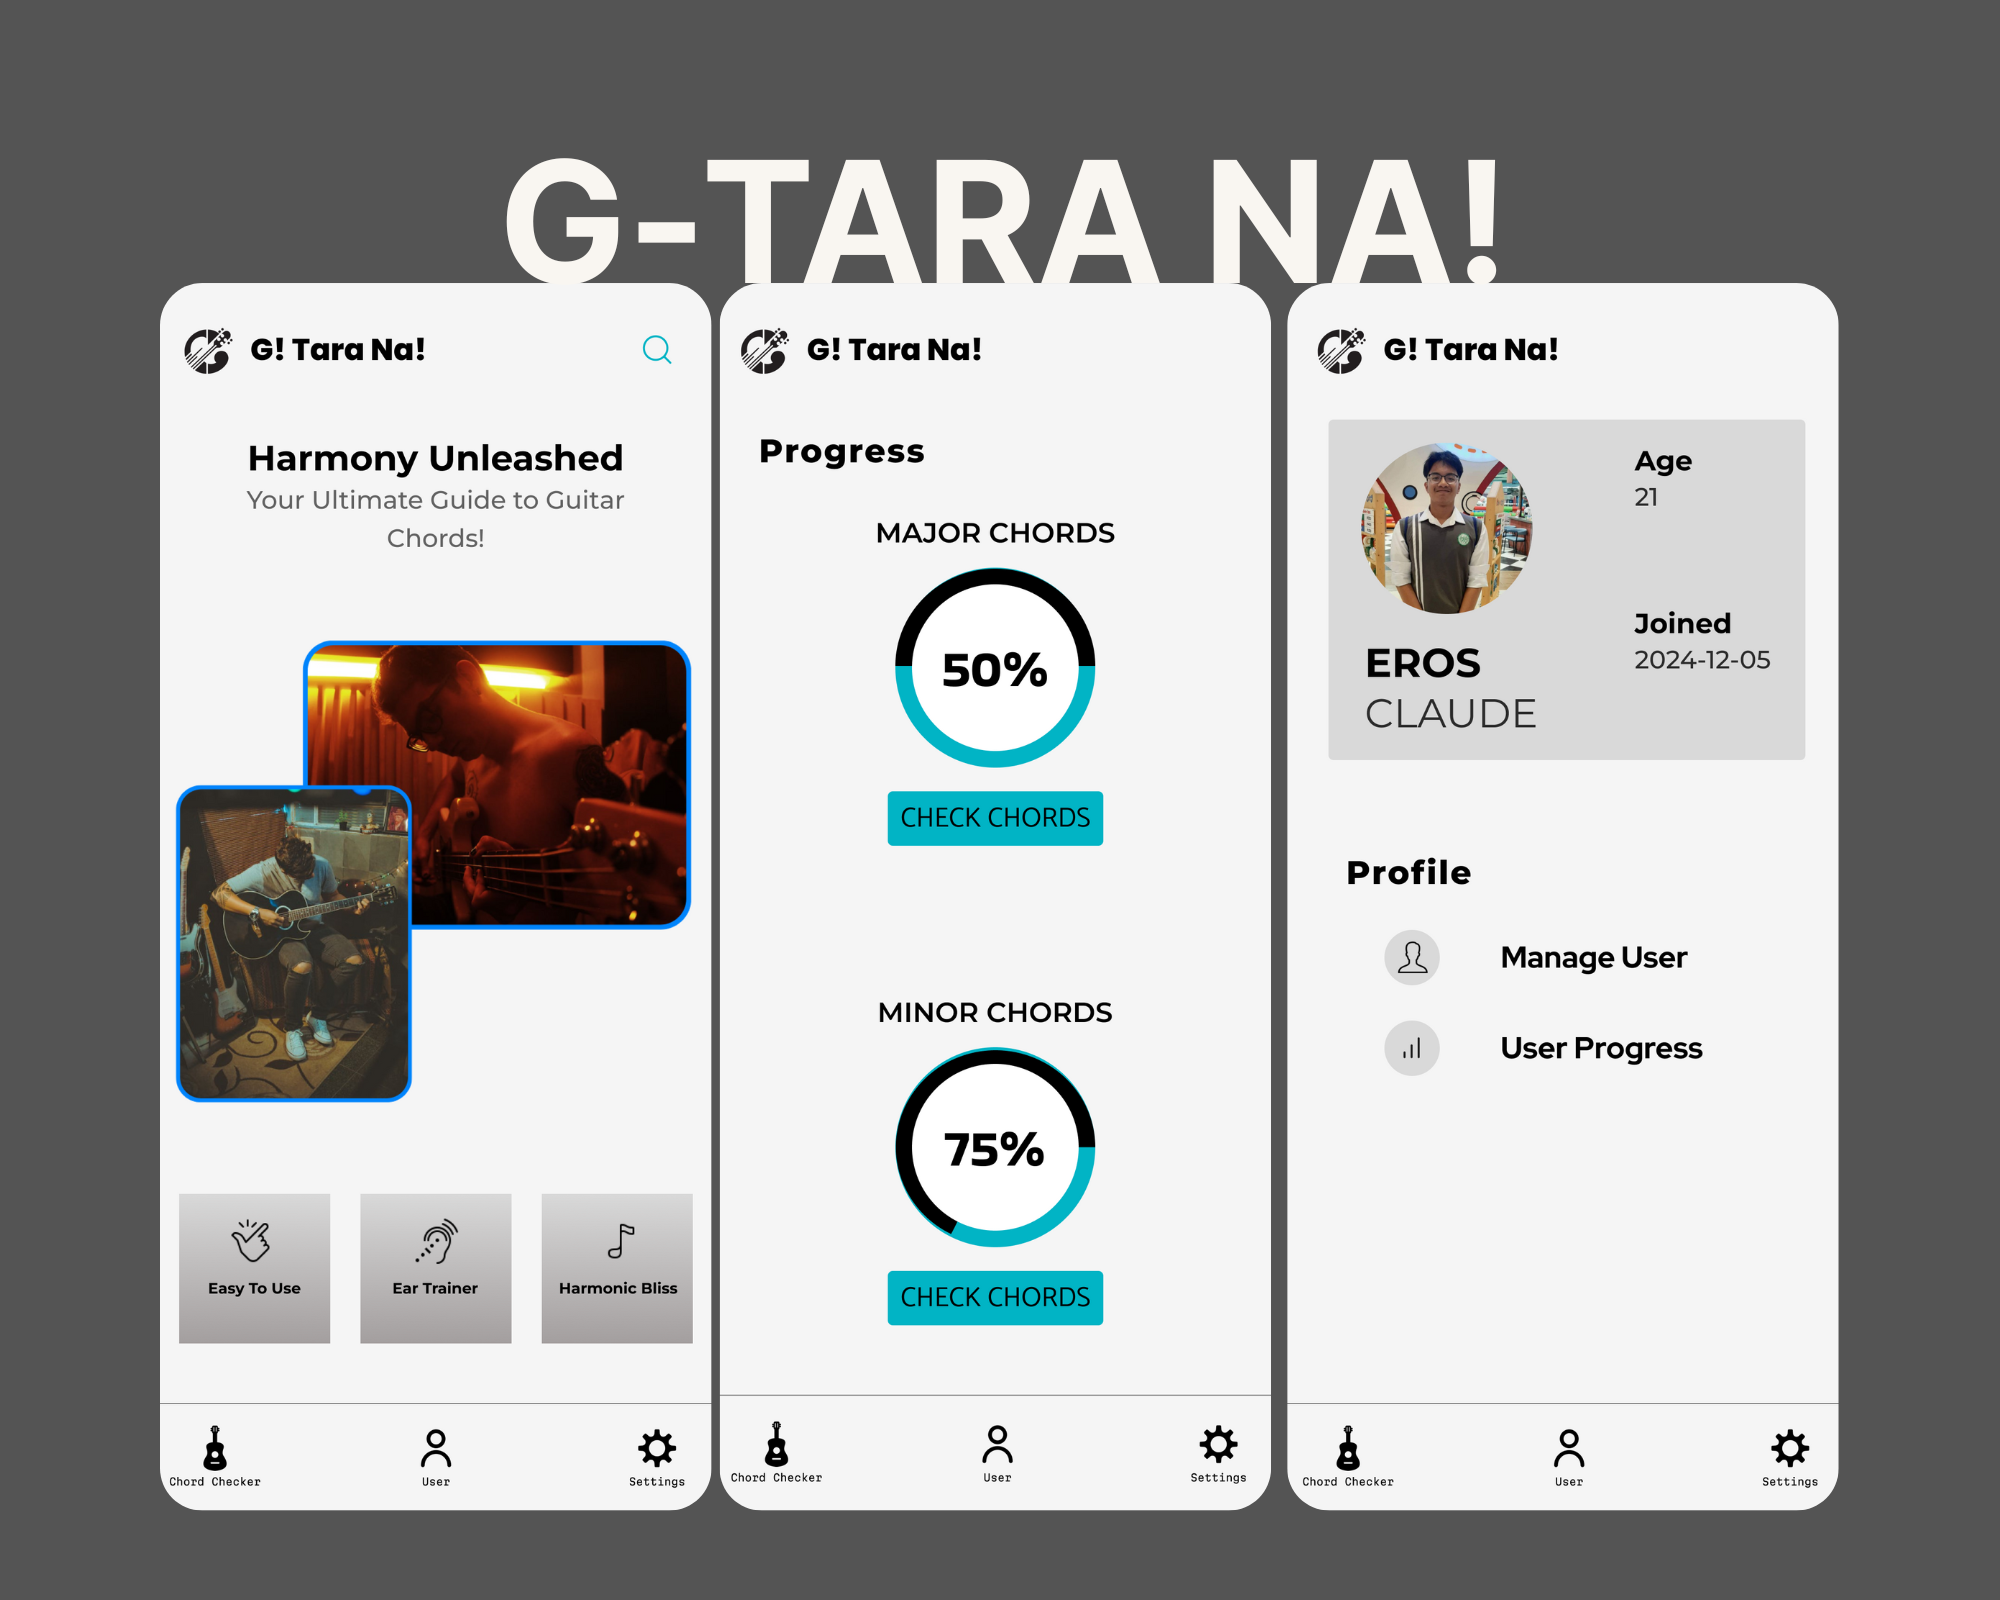 G-TARA NA!
G! Tara Na!
Harmony Unleashed
Your Ultimate Guide to Guitar
Chords!
Easy To Use
Ear Trainer
Harmonic Bliss
Chord Checker
User
Settings
G! Tara Na!
Progress
MAJOR CHORDS
50%
CHECK CHORDS
MINOR CHORDS
75%
CHECK CHORDS
Chord Checker
User
Settings
G! Tara Na!
Age
21
Joined
2024-12-05
EROS
CLAUDE
Profile
Manage User
User Progress
Chord Checker
User
Settings